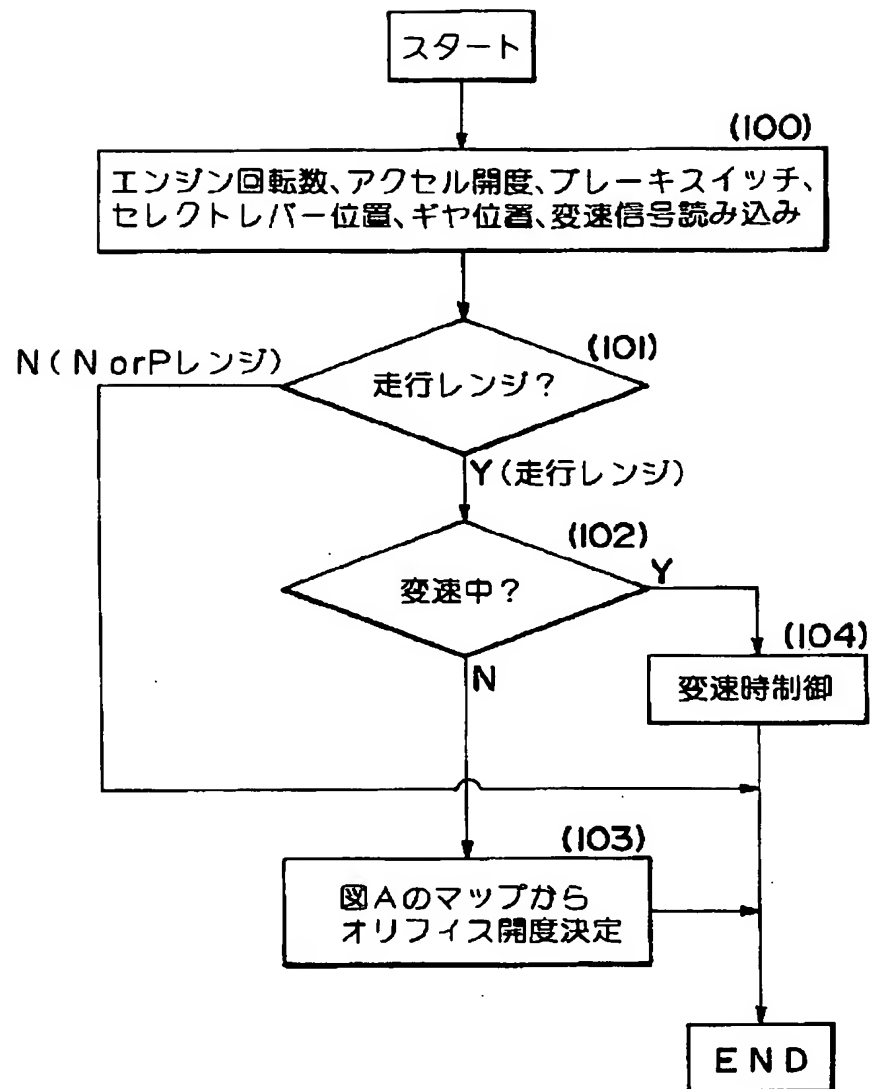 スタート
(100)
エンジン回転数、アクセル開度、ブレーキスイッチ、
セレクトレバー位置、ギヤ位置、変速信号読み込み
(101)
N(N orPレンジ)
走行レンジ?
Y(走行レンジ)
(102)
変速中?
Y
(104)
N
変速時制御
(103)
図Aのマップから
オリフィス開度決定
END